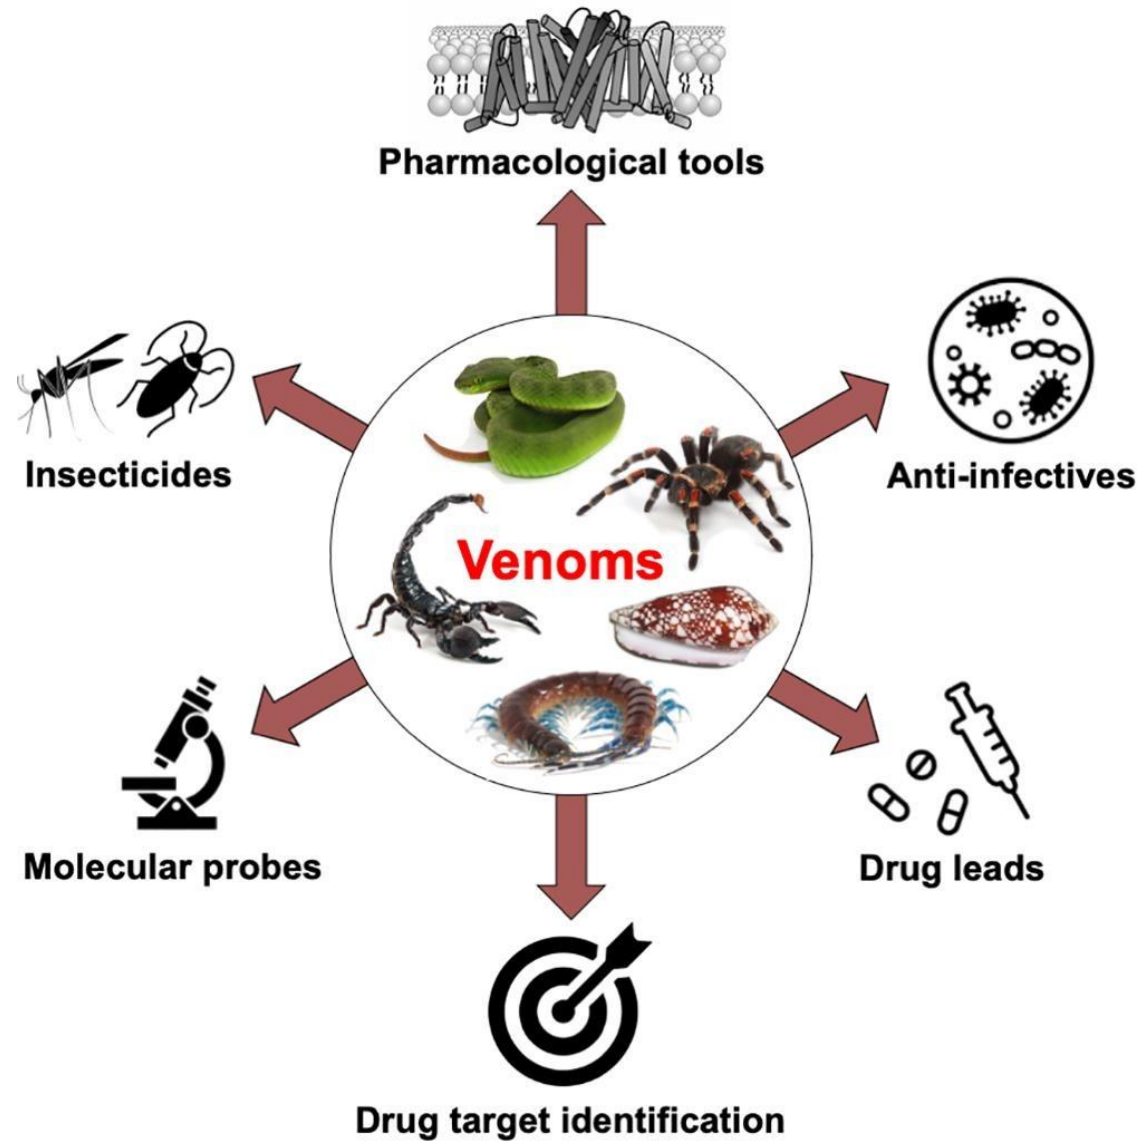 Pharmacological tools
Insecticides
Anti-infectives
Venoms
Molecular probes
Drug leads
Drug target identification